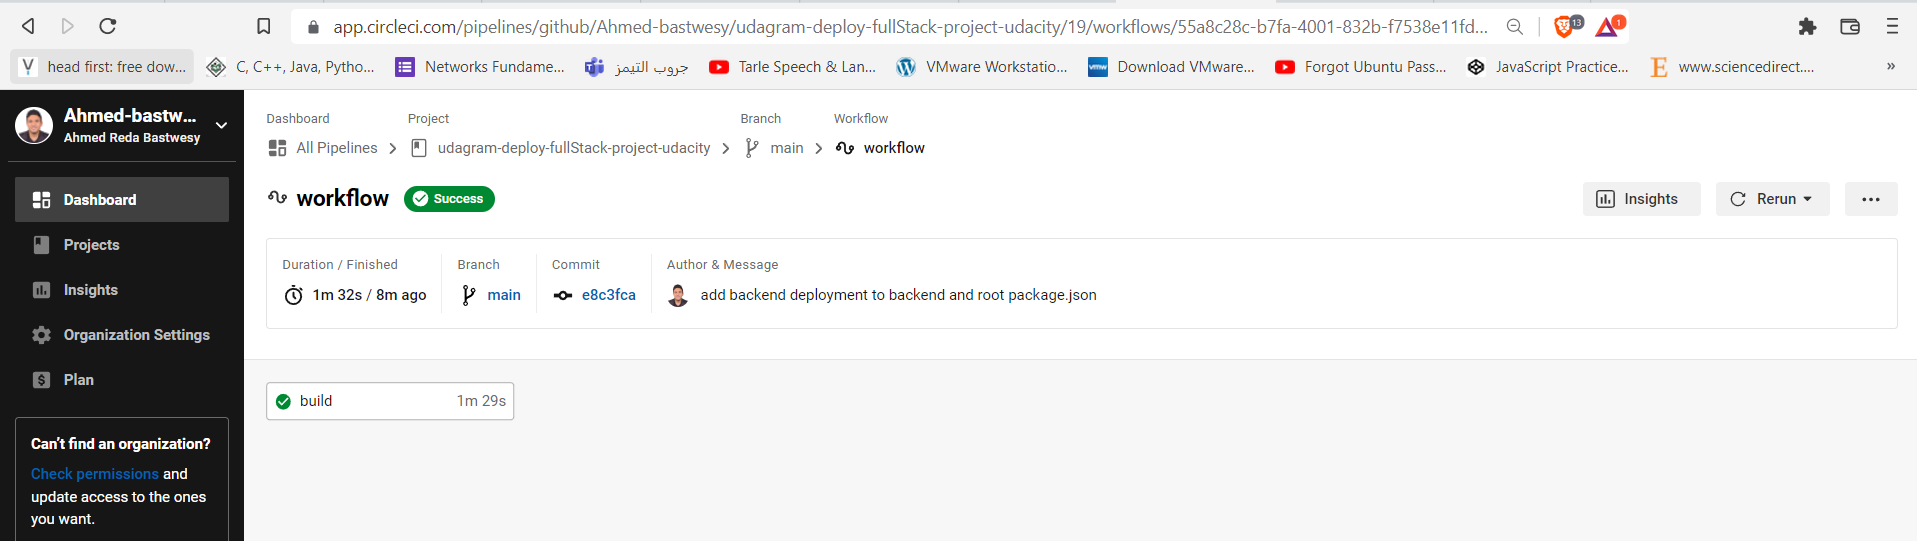 app.circleci.com/pipelines/github/Ahmed-bastwesy/udagram-deploy-fullStack-project-udacity/19/workflows/55a8c28c-b7fa-4001-832b-f7538e11fd... 13 1
head first: free dow... C, C++, Java, Pytho... Networks Fundame... جروب التيمز Tarle Speech & Lan... VMware Workstatio... Download VMware... Forgot Ubuntu Pass... JavaScript Practice... www.sciencedirect.... »
Ahmed-bastw...
Ahmed Reda Bastwesy
Dashboard
Projects
Insights
Organization Settings
Plan
Can't find an organization?
Check permissions and
update access to the ones
you want.
Dashboard Project Branch Workflow
All Pipelines udagram-deploy-fullStack-project-udacity main workflow
workflow Success Insights Rerun
Duration / Finished Branch Commit Author & Message
1m 32s / 8m ago main e8c3fca add backend deployment to backend and root package.json
build 1m 29s